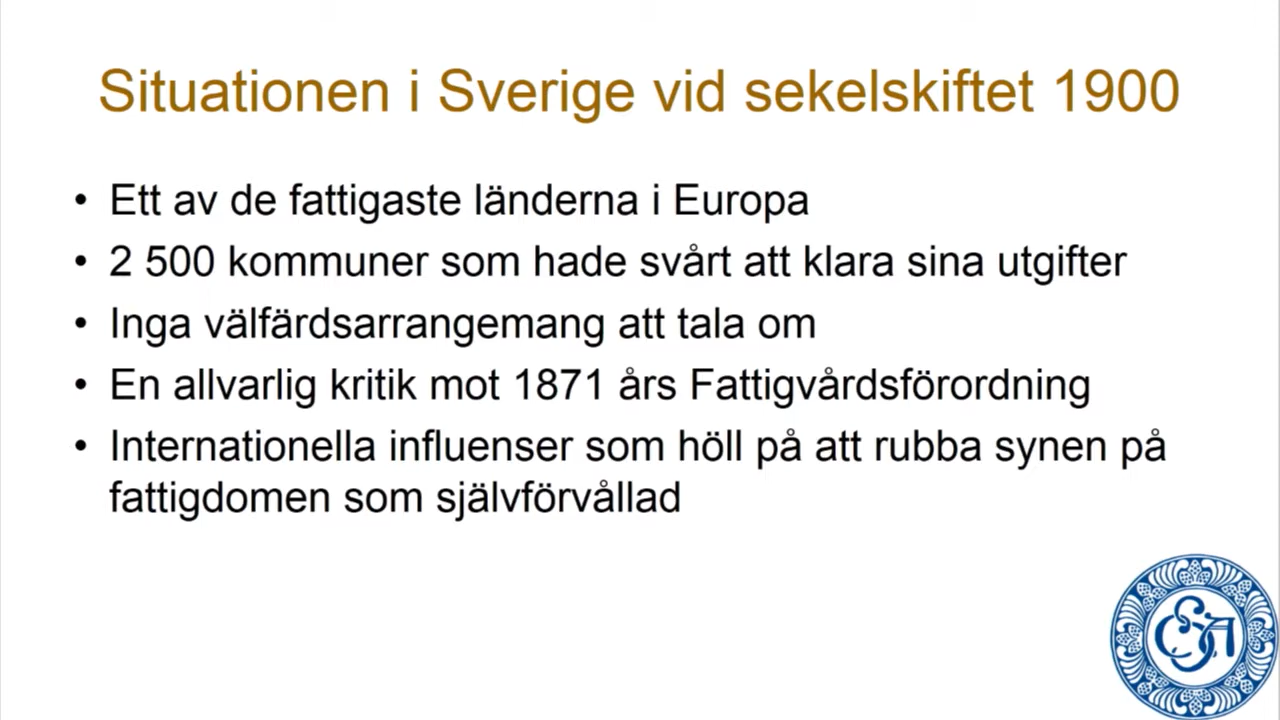 Situationen i Sverige vid sekelskiftet 1900
• Ett av de fattigaste länderna i Europa
• 2 500 kommuner som hade svårt att klara sina utgifter
• Inga välfärdsarrangemang att tala om
• En allvarlig kritik mot 1871 års Fattigvårdsförordning
• Internationella influenser som höll på att rubba synen på
fattigdomen som självförvållad